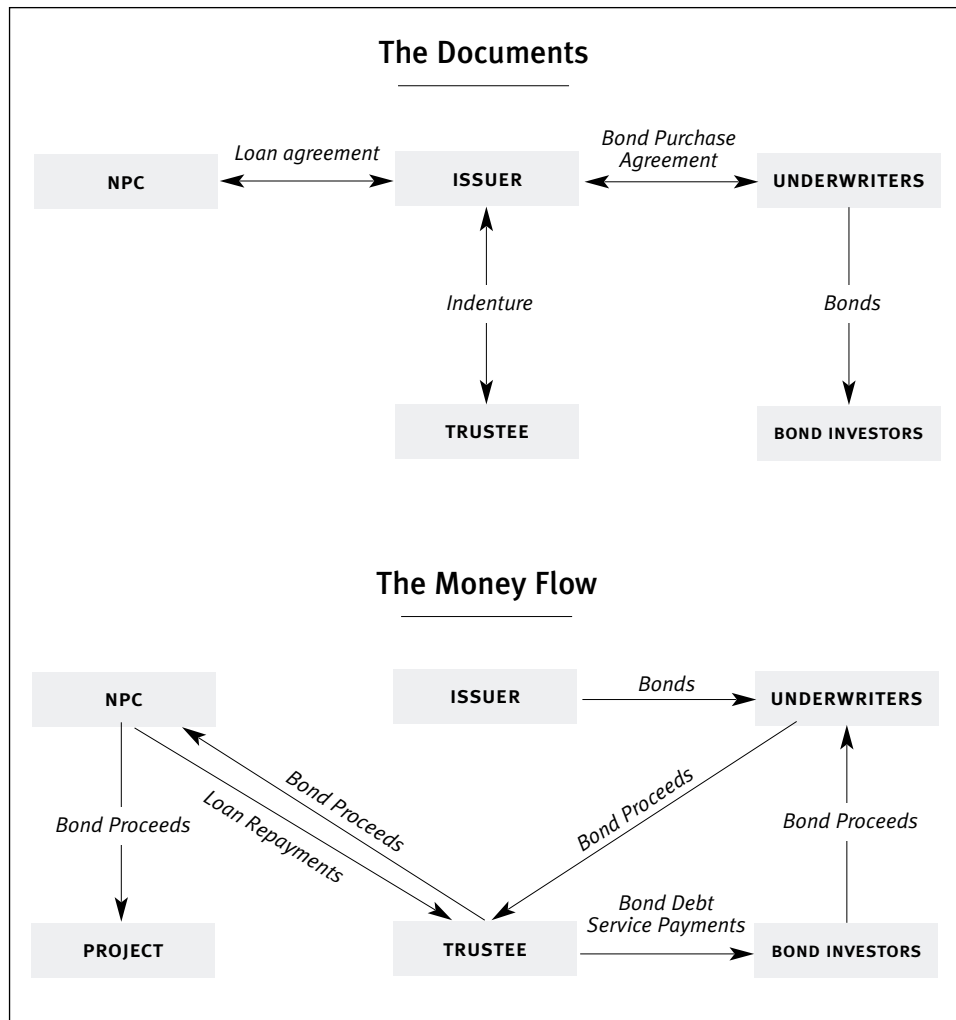 The Documents
Loan agreement
Bond Purchase
Agreement
NPC
ISSUER
UNDERWRITERS
Indenture
Bonds
TRUSTEE
BOND INVESTORS
The Money Flow
NPC
ISSUER
Bonds
UNDERWRITERS
Bond Proceeds
Loan Repayments
Bond Proceeds
Bond Proceeds
Bond Proceeds
PROJECT
TRUSTEE
Bond Debt
Service Payments
BOND INVESTORS